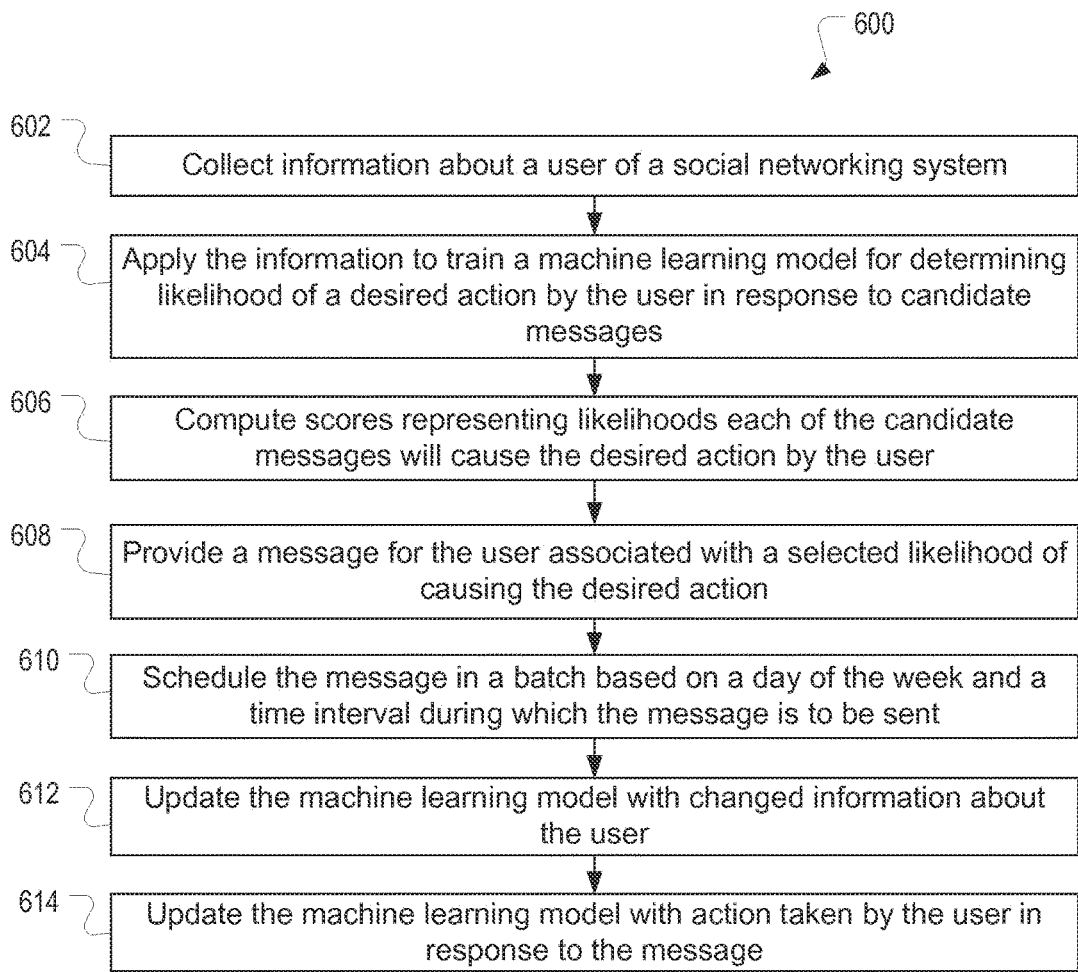 600
602
Collect information about a user of a social networking system
604
Apply the information to train a machine learning model for determining
likelihood of a desired action by the user in response to candidate
messages
606
Compute scores representing likelihoods each of the candidate
messages will cause the desired action by the user
608
Provide a message for the user associated with a selected likelihood of
causing the desired action
610
Schedule the message in a batch based on a day of the week and a
time interval during which the message is to be sent
612
Update the machine learning model with changed information about
the user
614
Update the machine learning model with action taken by the user in
response to the message